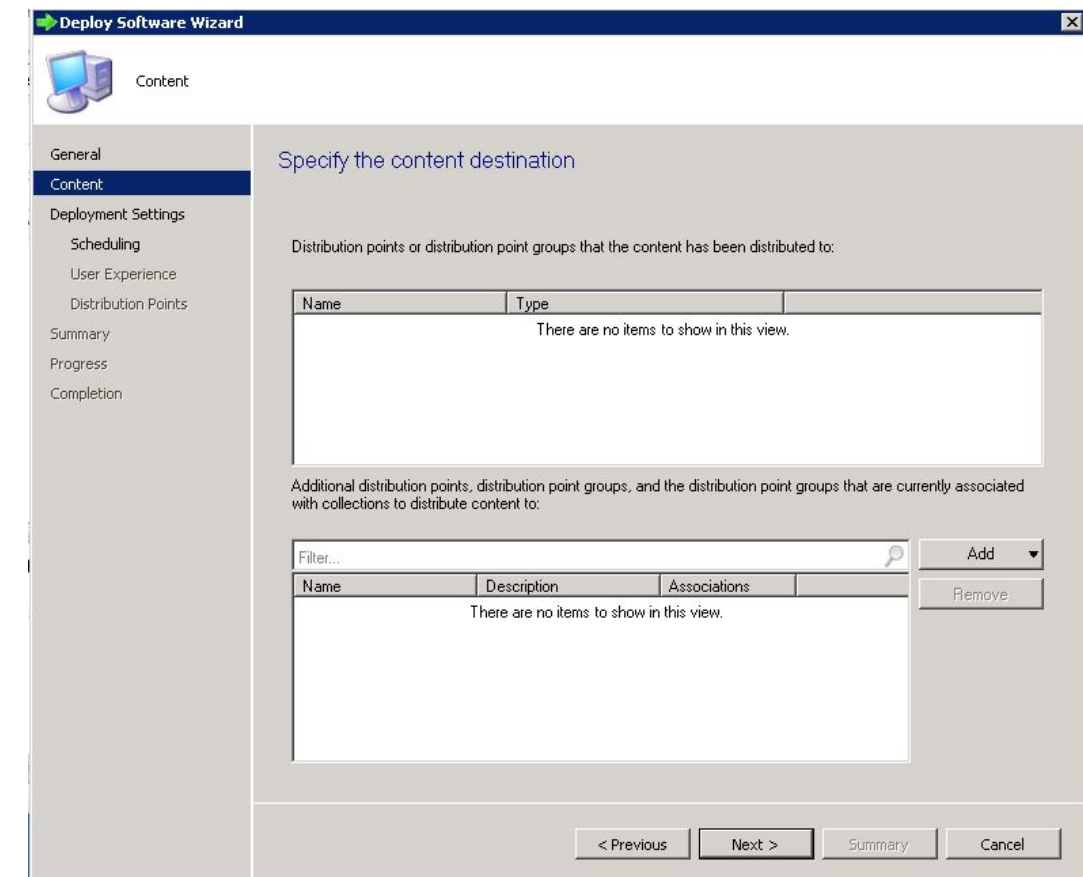 Deploy Software Wizard
Content
General
Content
Deployment Settings
Scheduling
User Experience
Distribution Points
Summary
Progress
Completion
Specify the content destination
Distribution points or distribution point groups that the content has been distributed to:
Name Type
There are no items to show in this view.
Additional distribution points, distribution point groups, and the distribution point groups that are currently associated
with collections to distribute content to:
Filter...
Add
Remove
Name Description Associations
There are no items to show in this view.
< Previous Next > Summary Cancel